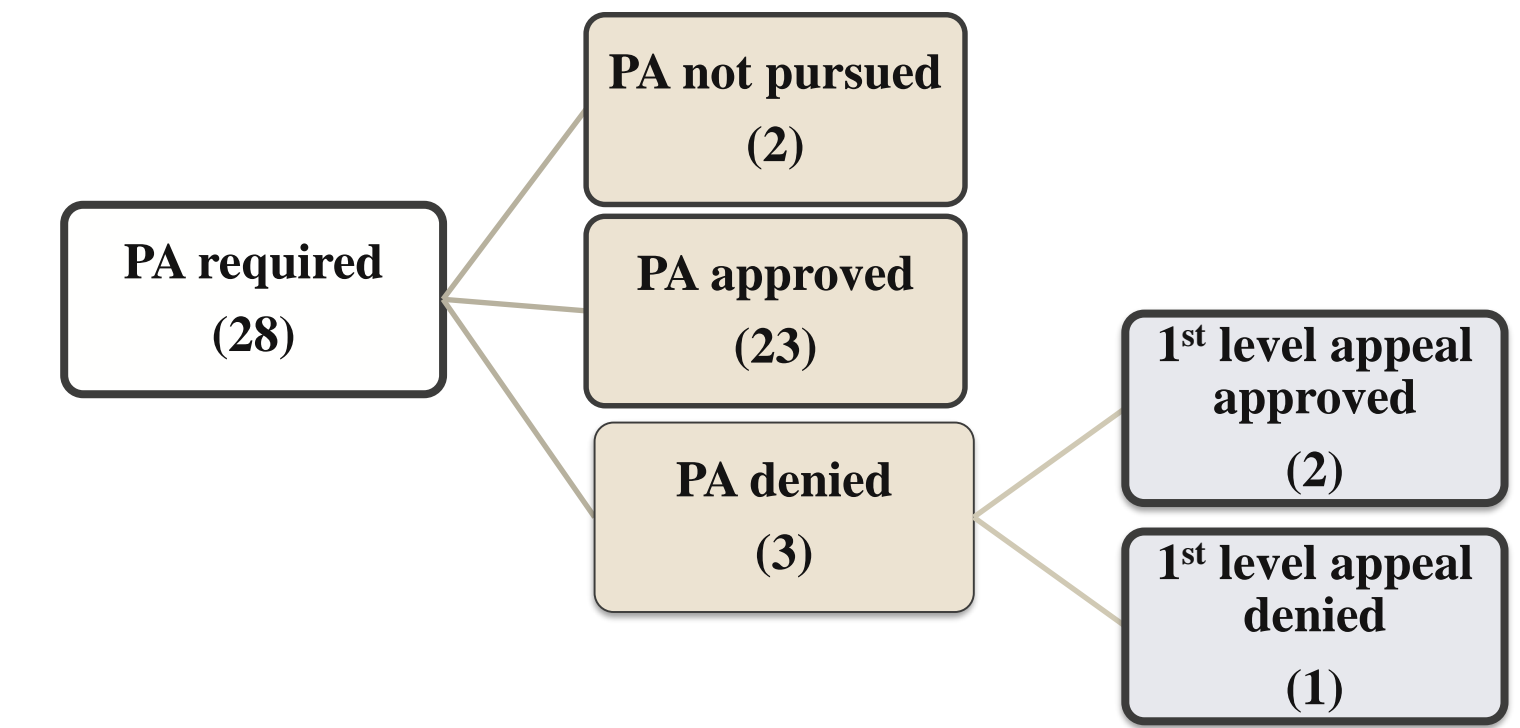 PA required
(28)
PA not pursued
(2)
PA approved
(23)
PA denied
(3)
1st level appeal
approved
(2)
1st level appeal
denied
(1)